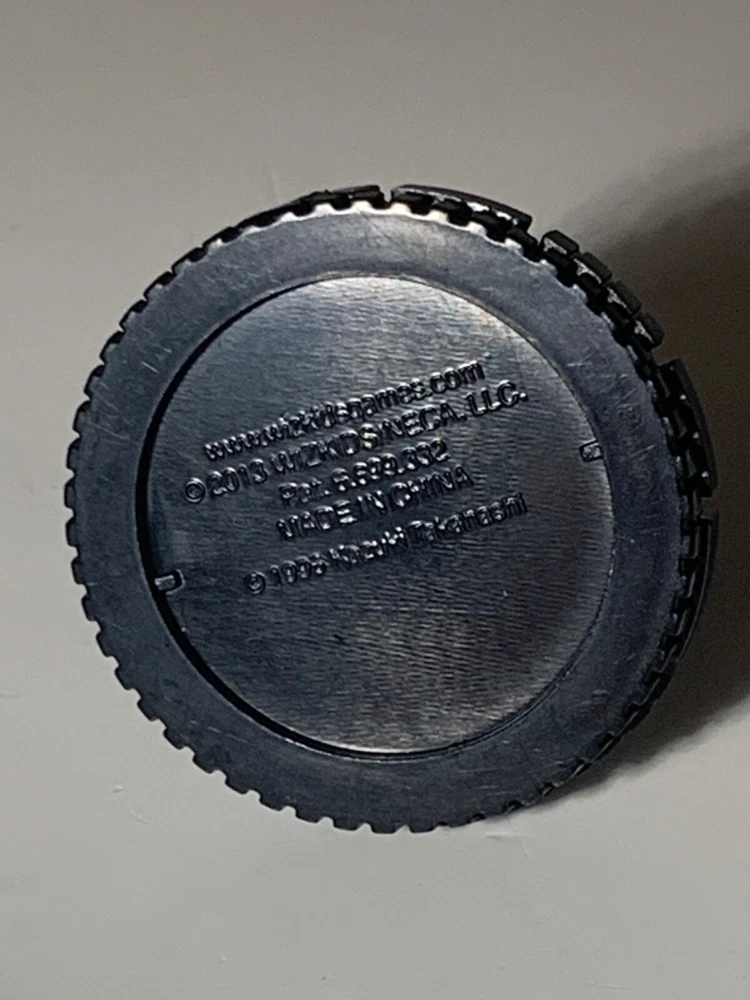 www.wizkidsgames.com
©2013 WIZKIDS/NECA, LLC.
Pat. 6,899,332
MADE IN CHINA
© 1996 Kazuki Takahashi